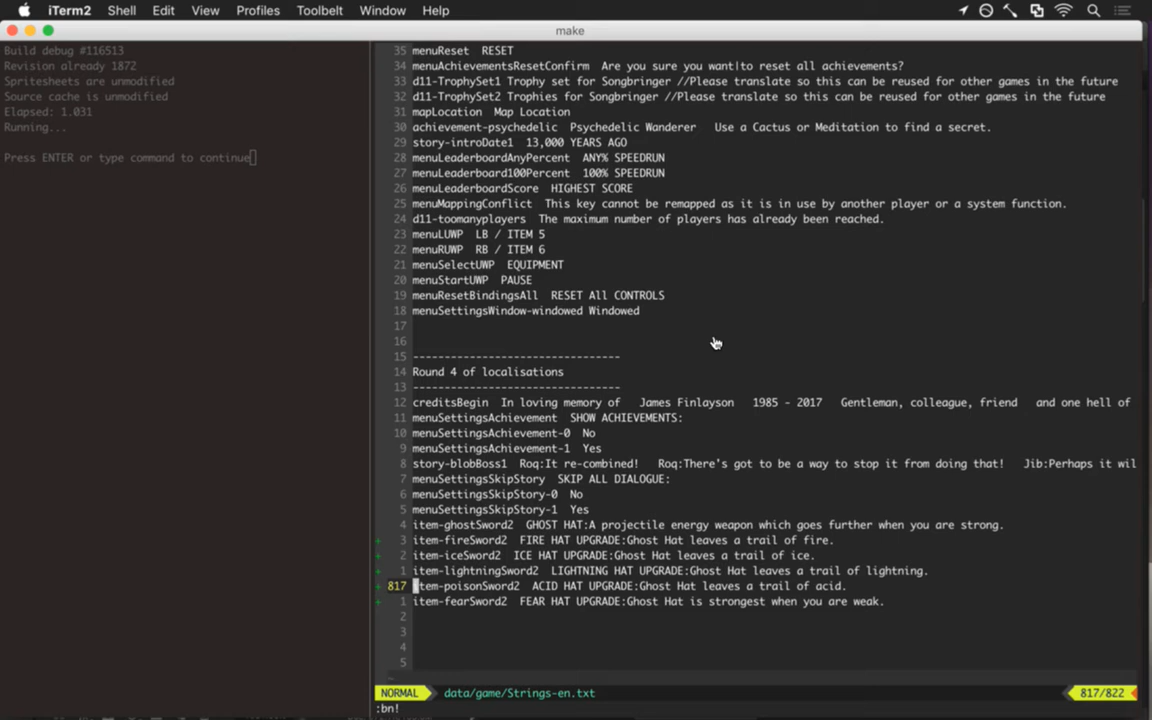 iTerm2 Shell Edit View Profiles Toolbelt Window Help
make
Build debug #116513
Revision already 1872
Spritesheets are unmodified
Source cache is unmodified
Elapsed: 1.031
Running...
Press ENTER or type command to continue
35 menuReset RESET
34 menuAchievementsResetConfirm Are you sure you want|to reset all achievements?
33 d11-TrophySet1 Trophy set for Songbringer //Please translate so this can be reused for other games in the future
32 d11-TrophySet2 Trophies for Songbringer //Please translate so this can be reused for other games in the future
31 mapLocation Map Location
30 achievement-psychedelic Psychedelic Wanderer Use a Cactus or Meditation to find a secret.
29 story-introDate1 13,000 YEARS AGO
28 menuLeaderboardAnyPercent ANY% SPEEDRUN
27 menuLeaderboard100Percent 100% SPEEDRUN
26 menuLeaderboardScore HIGHEST SCORE
25 menuMappingConflict This key cannot be remapped as it is in use by another player or a system function.
24 d11-toomanyplayers The maximum number of players has already been reached.
23 menuLUWP LB / ITEM 5
22 menuRUWP RB / ITEM 6
21 menuSelectUWP EQUIPMENT
20 menuStartUWP PAUSE
19 menuResetBindingsAll RESET All CONTROLS
18 menuSettingsWindow-windowed Windowed
17
16
15 --------------------------------
14 Round 4 of localisations
13 --------------------------------
12 creditsBegin In loving memory of James Finlayson 1985 - 2017 Gentleman, colleague, friend and one hell of
11 menuSettingsAchievement SHOW ACHIEVEMENTS:
10 menuSettingsAchievement-0 No
9 menuSettingsAchievement-1 Yes
8 story-blobBoss1 Roq:It re-combined! Roq:There's got to be a way to stop it from doing that! Jib:Perhaps it wil
7 menuSettingsSkipStory SKIP ALL DIALOGUE:
6 menuSettingsSkipStory-0 No
5 menuSettingsSkipStory-1 Yes
4 item-ghostSword2 GHOST HAT:A projectile energy weapon which goes further when you are strong.
+ 3 item-fireSword2 FIRE HAT UPGRADE:Ghost Hat leaves a trail of fire.
+ 2 item-iceSword2 ICE HAT UPGRADE:Ghost Hat leaves a trail of ice.
+ 1 item-lightningSword2 LIGHTNING HAT UPGRADE:Ghost Hat leaves a trail of lightning.
+ 817 item-poisonSword2 ACID HAT UPGRADE:Ghost Hat leaves a trail of acid.
+ 1 item-fearSword2 FEAR HAT UPGRADE:Ghost Hat is strongest when you are weak.
2
3
4
5
NORMAL data/game/Strings-en.txt 817/822
:bn!